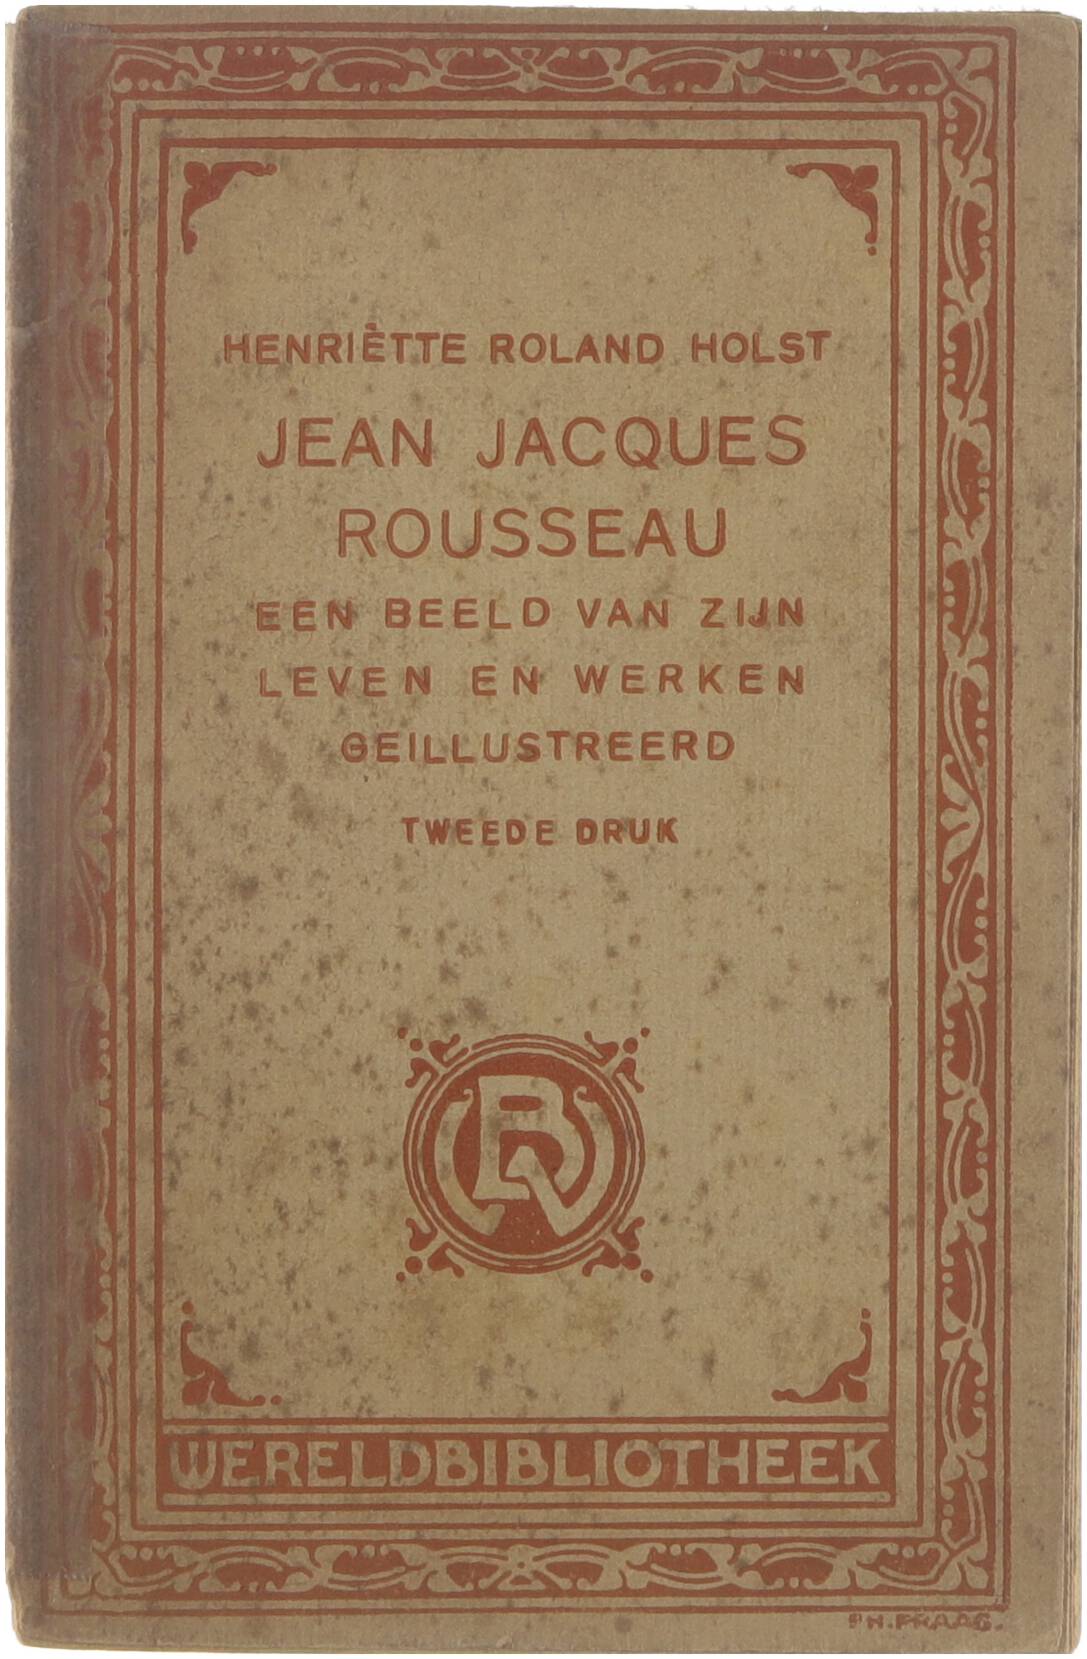 HENRIËTTE ROLAND HOLST
JEAN JACQUES
ROUSSEAU
EEN BEELD VAN ZIJN
LEVEN EN WERKEN
GEILLUSTREERD
TWEEDE DRUK
WB
WERELDBIBLIOTHEEK
PH. PRAAG.